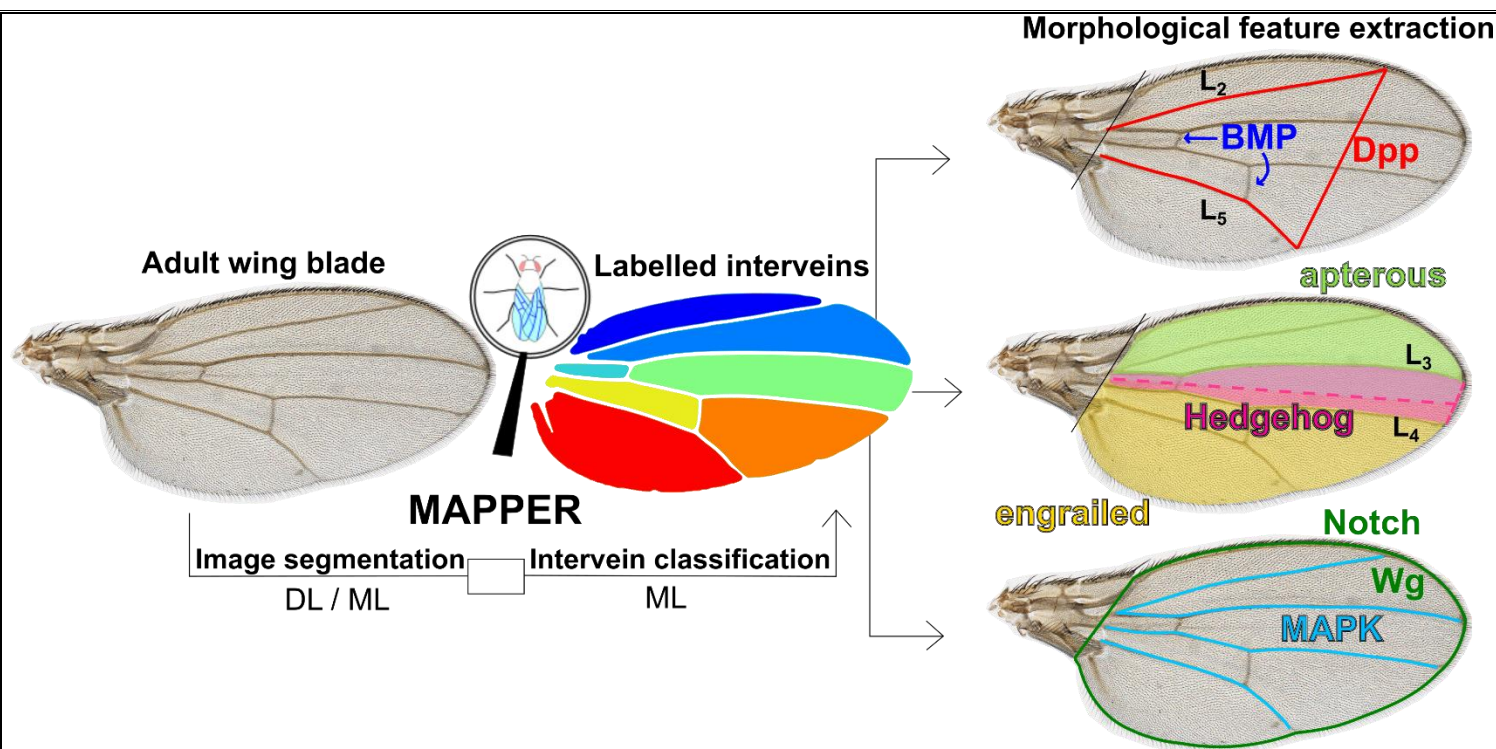 Morphological feature extraction
L₂
BMP
Dpp
L₅
Adult wing blade
Labelled interveins
apterous
L₃
Hedgehog
L₄
MAPPER
engrailed
Notch
Image segmentation
Intervein classification
DL / ML
ML
Wg
MAPK